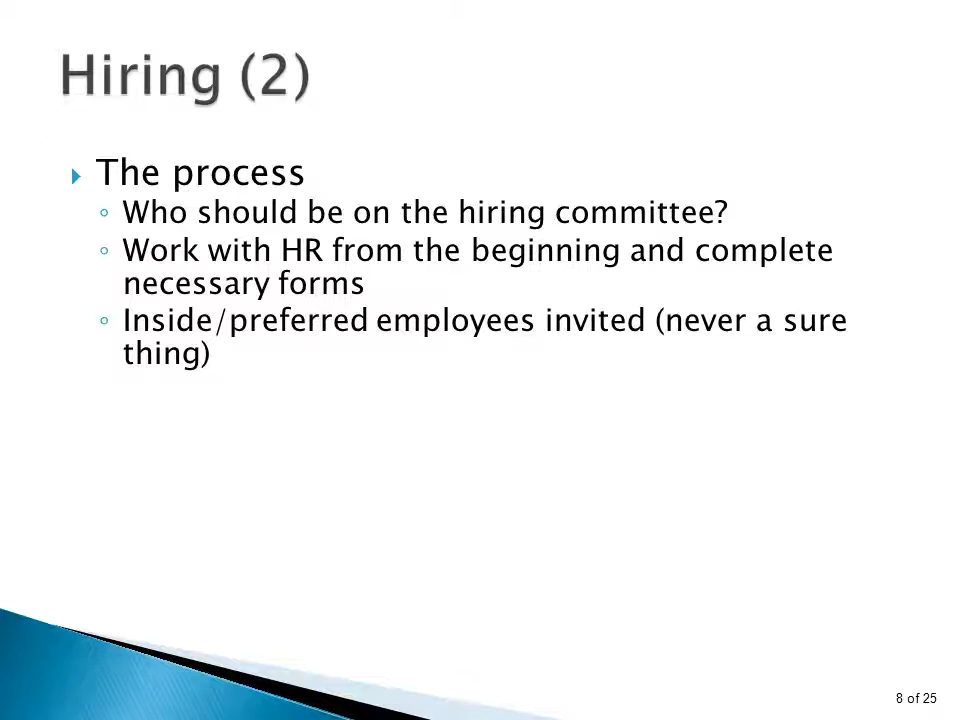 Hiring (2)
The process
Who should be on the hiring committee?
Work with HR from the beginning and complete
necessary forms
Inside/preferred employees invited (never a sure
thing)
8 of 25